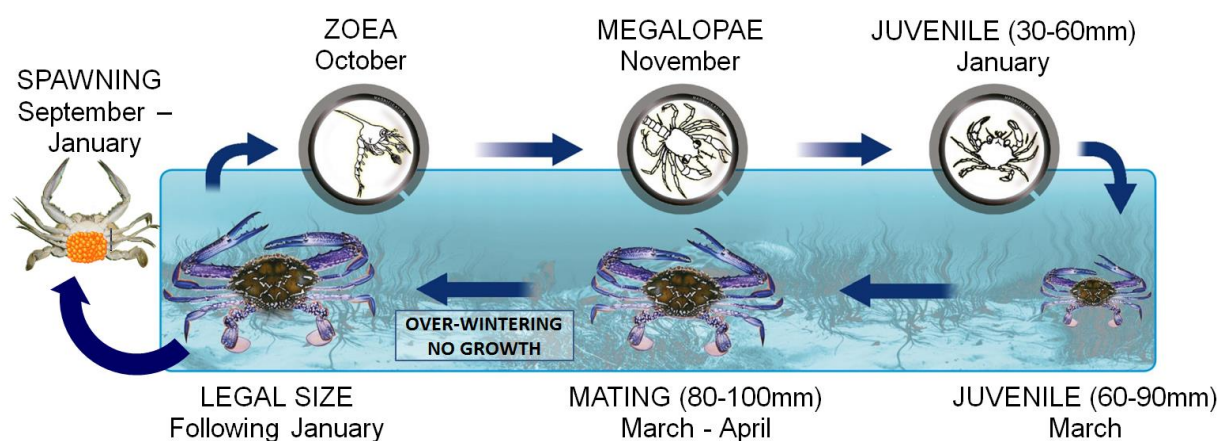 SPAWNING
September –
January
ZOEA
October
MEGALOPAE
November
JUVENILE (30-60mm)
January
JUVENILE (60-90mm)
March
MATING (80-100mm)
March - April
OVER-WINTERING
NO GROWTH
LEGAL SIZE
Following January